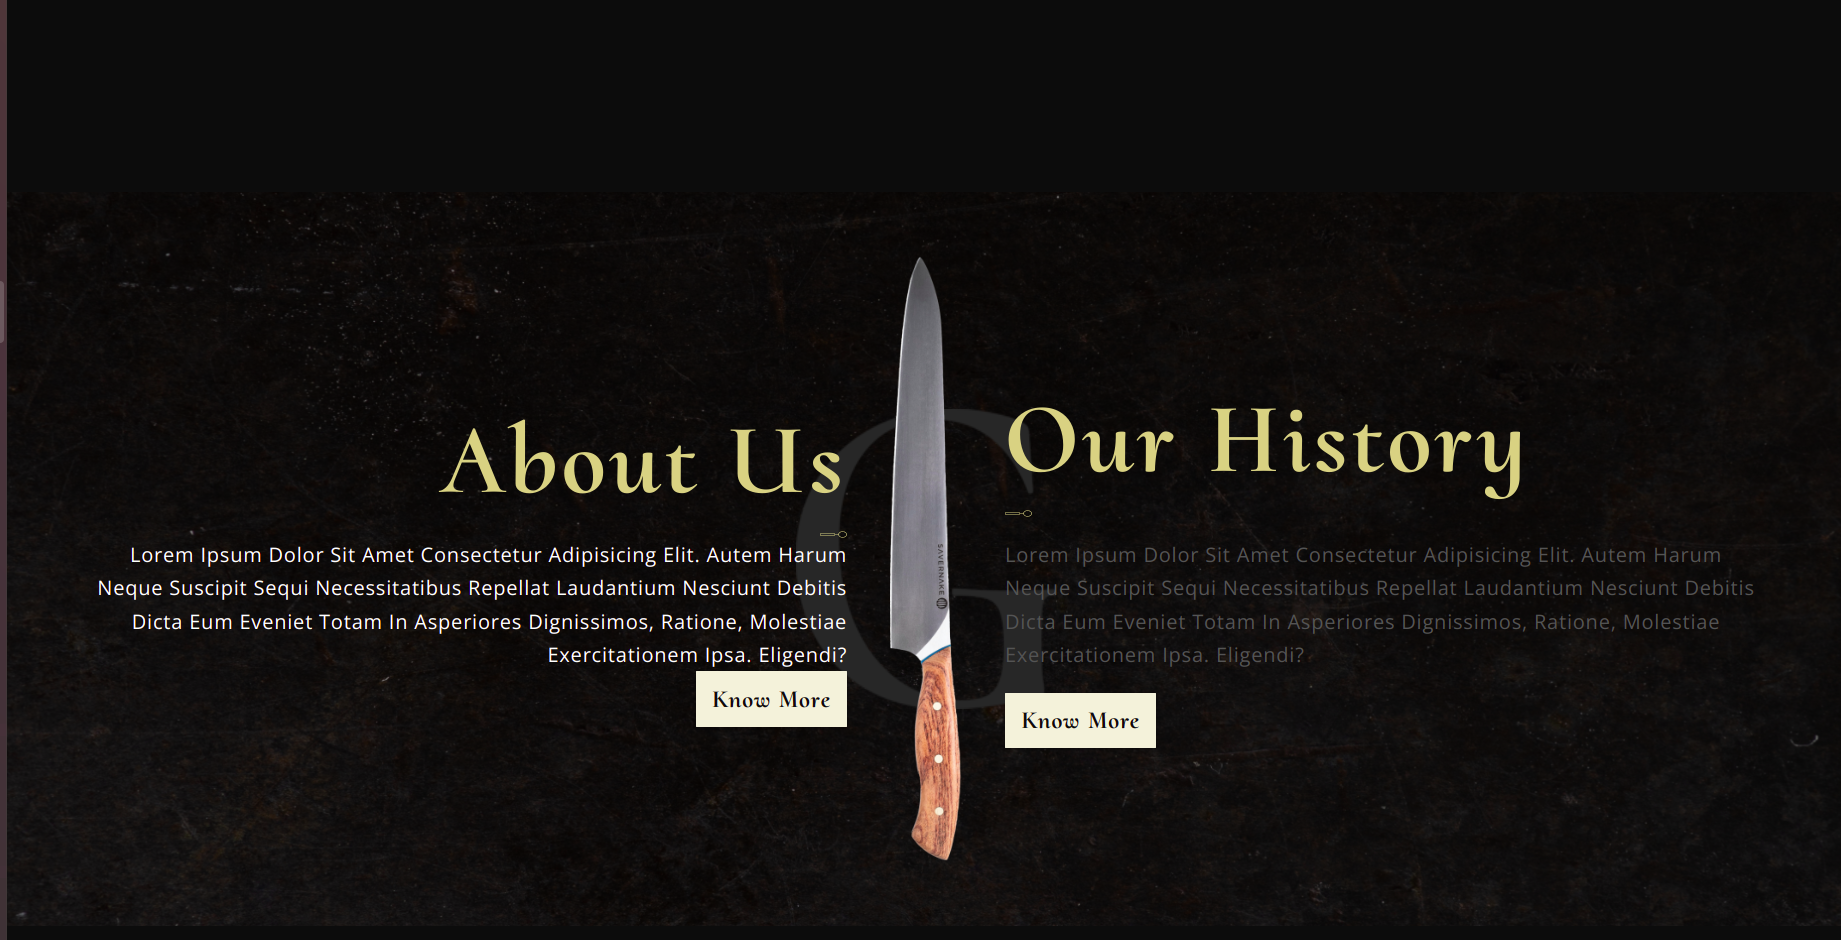 About Us
Lorem Ipsum Dolor Sit Amet Consectetur Adipisicing Elit. Autem Harum
Neque Suscipit Sequi Necessitatibus Repellat Laudantium Nesciunt Debitis
Dicta Eum Eveniet Totam In Asperiores Dignissimos, Ratione, Molestiae
Exercitationem Ipsa. Eligendi?
Know More
G
SAVERNAKE
Our History
Lorem Ipsum Dolor Sit Amet Consectetur Adipisicing Elit. Autem Harum
Neque Suscipit Sequi Necessitatibus Repellat Laudantium Nesciunt Debitis
Dicta Eum Eveniet Totam In Asperiores Dignissimos, Ratione, Molestiae
Exercitationem Ipsa. Eligendi?
Know More